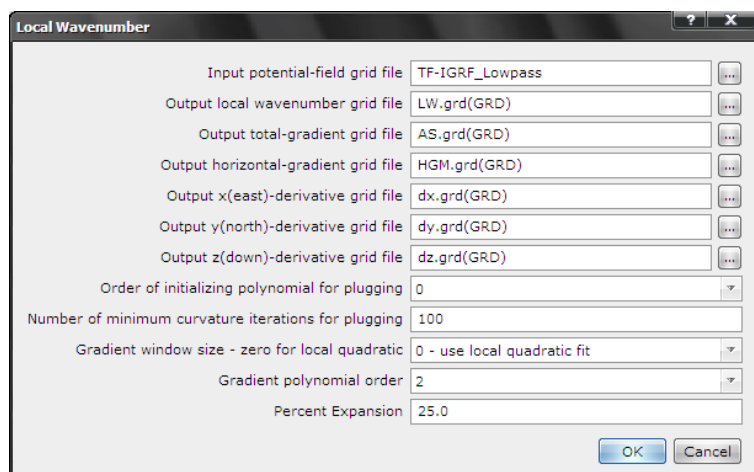 Local Wavenumber ? X
Input potential-field grid file TF-IGRF_Lowpass ...
Output local wavenumber grid file LW.grd(GRD) ...
Output total-gradient grid file AS.grd(GRD) ...
Output horizontal-gradient grid file HGM.grd(GRD) ...
Output x(east)-derivative grid file dx.grd(GRD) ...
Output y(north)-derivative grid file dy.grd(GRD) ...
Output z(down)-derivative grid file dz.grd(GRD) ...
Order of initializing polynomial for plugging 0
Number of minimum curvature iterations for plugging 100
Gradient window size - zero for local quadratic 0 - use local quadratic fit
Gradient polynomial order 2
Percent Expansion 25.0
OK Cancel